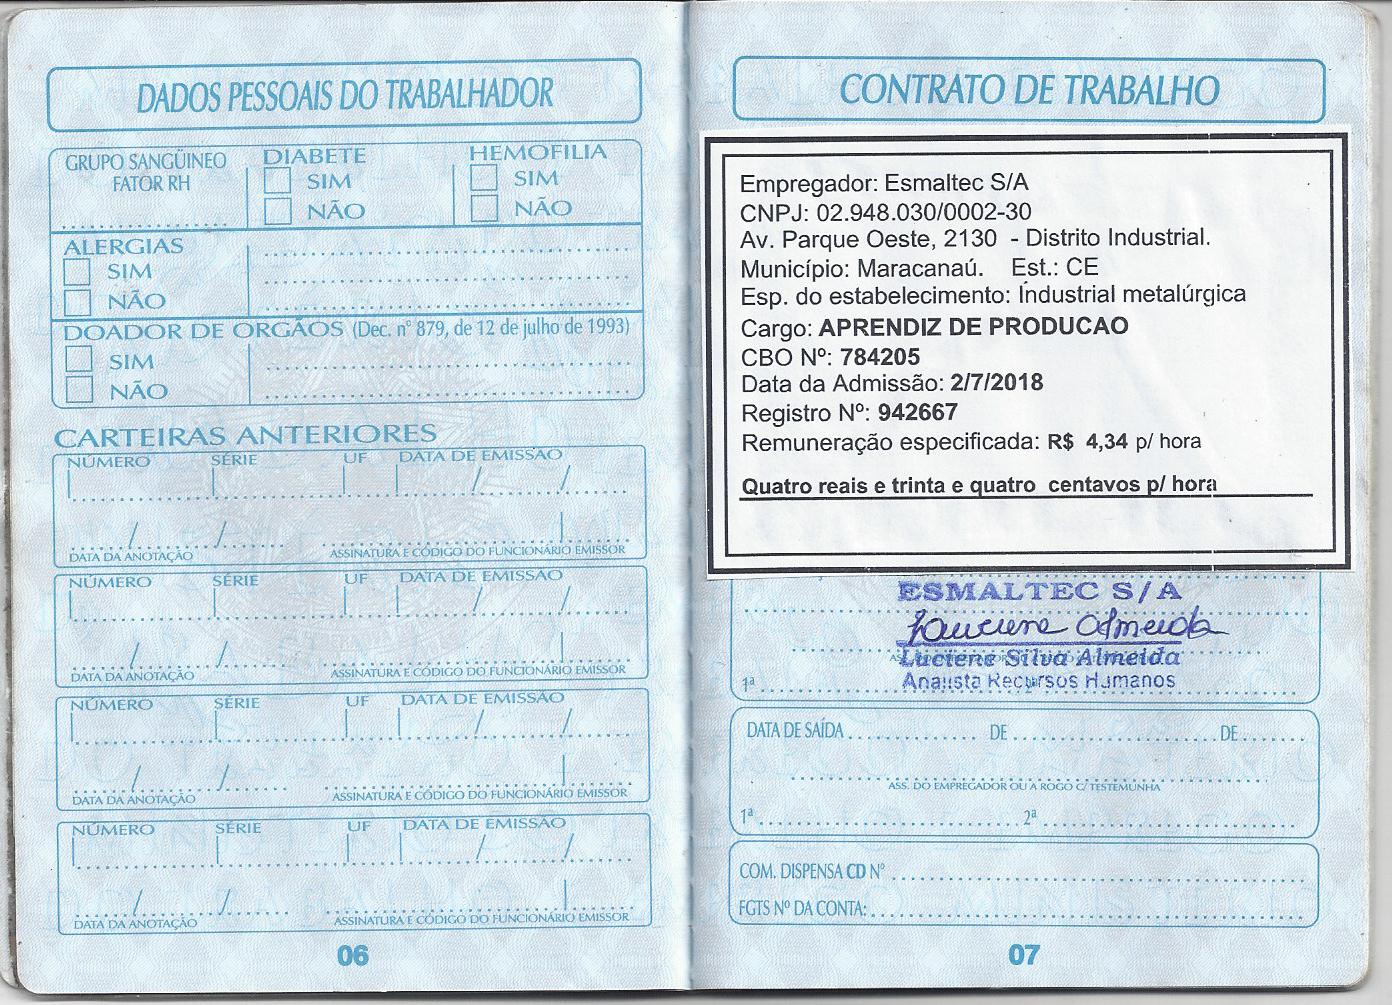 DADOS PESSOAIS DO TRABALHADOR
GRUPO SANGÜINEO
FATOR RH
DIABETE
SIM
NÃO
HEMOFILIA
SIM
NÃO
ALERGIAS
SIM
NÃO
DOADOR DE ORGÃOS (Dec. nº 879, de 12 de julho de 1993)
SIM
NÃO
CARTEIRAS ANTERIORES
NÚMERO SÉRIE UF DATA DE EMISSÃO
DATA DA ANOTAÇÃO ASSINATURA E CÓDIGO DO FUNCIONÁRIO EMISSOR
NÚMERO SÉRIE UF DATA DE EMISSÃO
DATA DA ANOTAÇÃO ASSINATURA E CÓDIGO DO FUNCIONÁRIO EMISSOR
NÚMERO SÉRIE UF DATA DE EMISSÃO
DATA DA ANOTAÇÃO ASSINATURA E CÓDIGO DO FUNCIONÁRIO EMISSOR
NÚMERO SÉRIE UF DATA DE EMISSÃO
DATA DA ANOTAÇÃO ASSINATURA E CÓDIGO DO FUNCIONÁRIO EMISSOR
06
CONTRATO DE TRABALHO
Empregador: Esmaltec S/A
CNPJ: 02.948.030/0002-30
Av. Parque Oeste, 2130 - Distrito Industrial.
Município: Maracanaú. Est.: CE
Esp. do estabelecimento: Industrial metalúrgica
Cargo: APRENDIZ DE PRODUCAO
CBO Nº: 784205
Data da Admissão: 2/7/2018
Registro Nº: 942667
Remuneração especificada: R$ 4,34 p/ hora
Quatro reais e trinta e quatro centavos p/ hora
ESMALTEC S/A
Luciene Silva Almeida
Analista Recursos Humanos
1ª
DATA DE SAÍDA DE DE
ASS. DO EMPREGADOR OU A ROGO C/ TESTEMUNHA
1ª 2ª
COM. DISPENSA CD Nº
FGTS Nº DA CONTA:
07